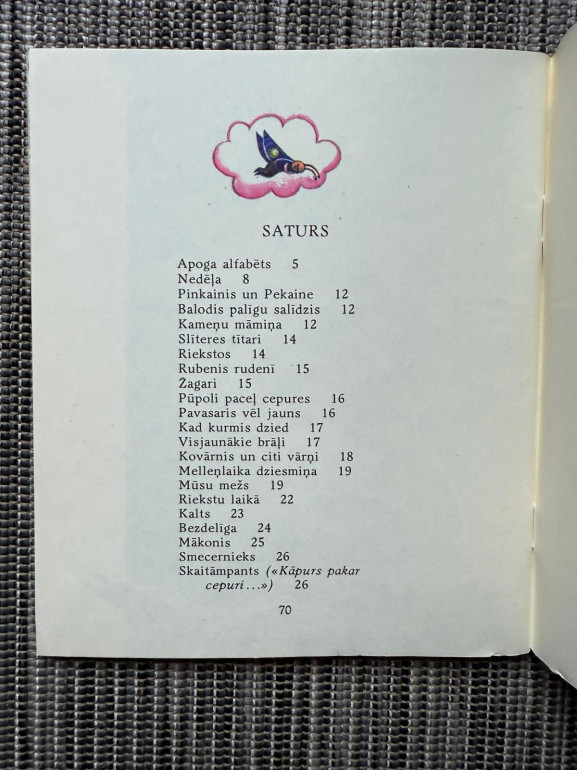 SATURS
Apoga alfabēts 5
Nedēļa 8
Pinkainis un Pekaine 12
Balodis palīgu salīdzis 12
Kameņu māmiņa 12
Slīteres tītari 14
Riekstos 14
Rubenis rudenī 15
Žagari 15
Pūpoli paceļ cepures 16
Pavasaris vēl jauns 16
Kad kurmis dzied 17
Visjaunākie brāļi 17
Kovārnis un citi vārņi 18
Melleņlaika dziesmiņa 19
Mūsu mežs 19
Riekstu laikā 22
Kalts 23
Bezdelīga 24
Mākonis 25
Smecernieks 26
Skaitāmpants («Kāpurs pakar
cepuri...») 26
70